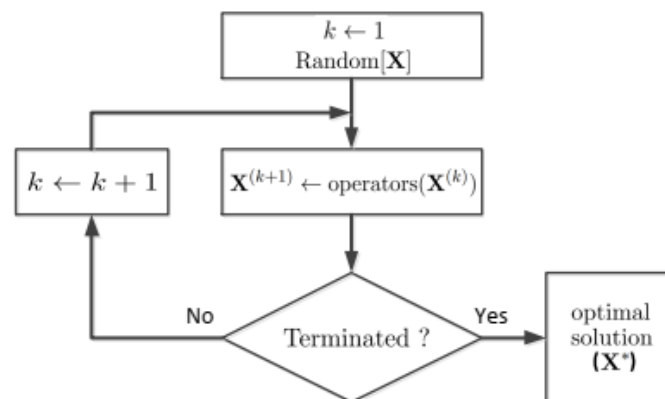 k ← 1
Random[X]
k ← k + 1
X^(k+1) ← operators(X^(k))
No
Terminated ?
Yes
optimal
solution
(X*)